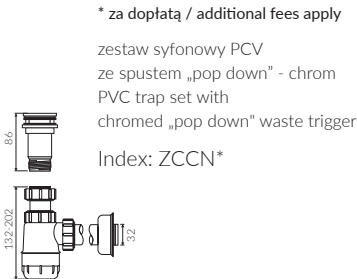 * za dopłatą / additional fees apply
zestaw syfonowy PCV
ze spustem „pop down” - chrom
PVC trap set with
chromed „pop down" waste trigger
Index: ZCCN*
86
132-202
32